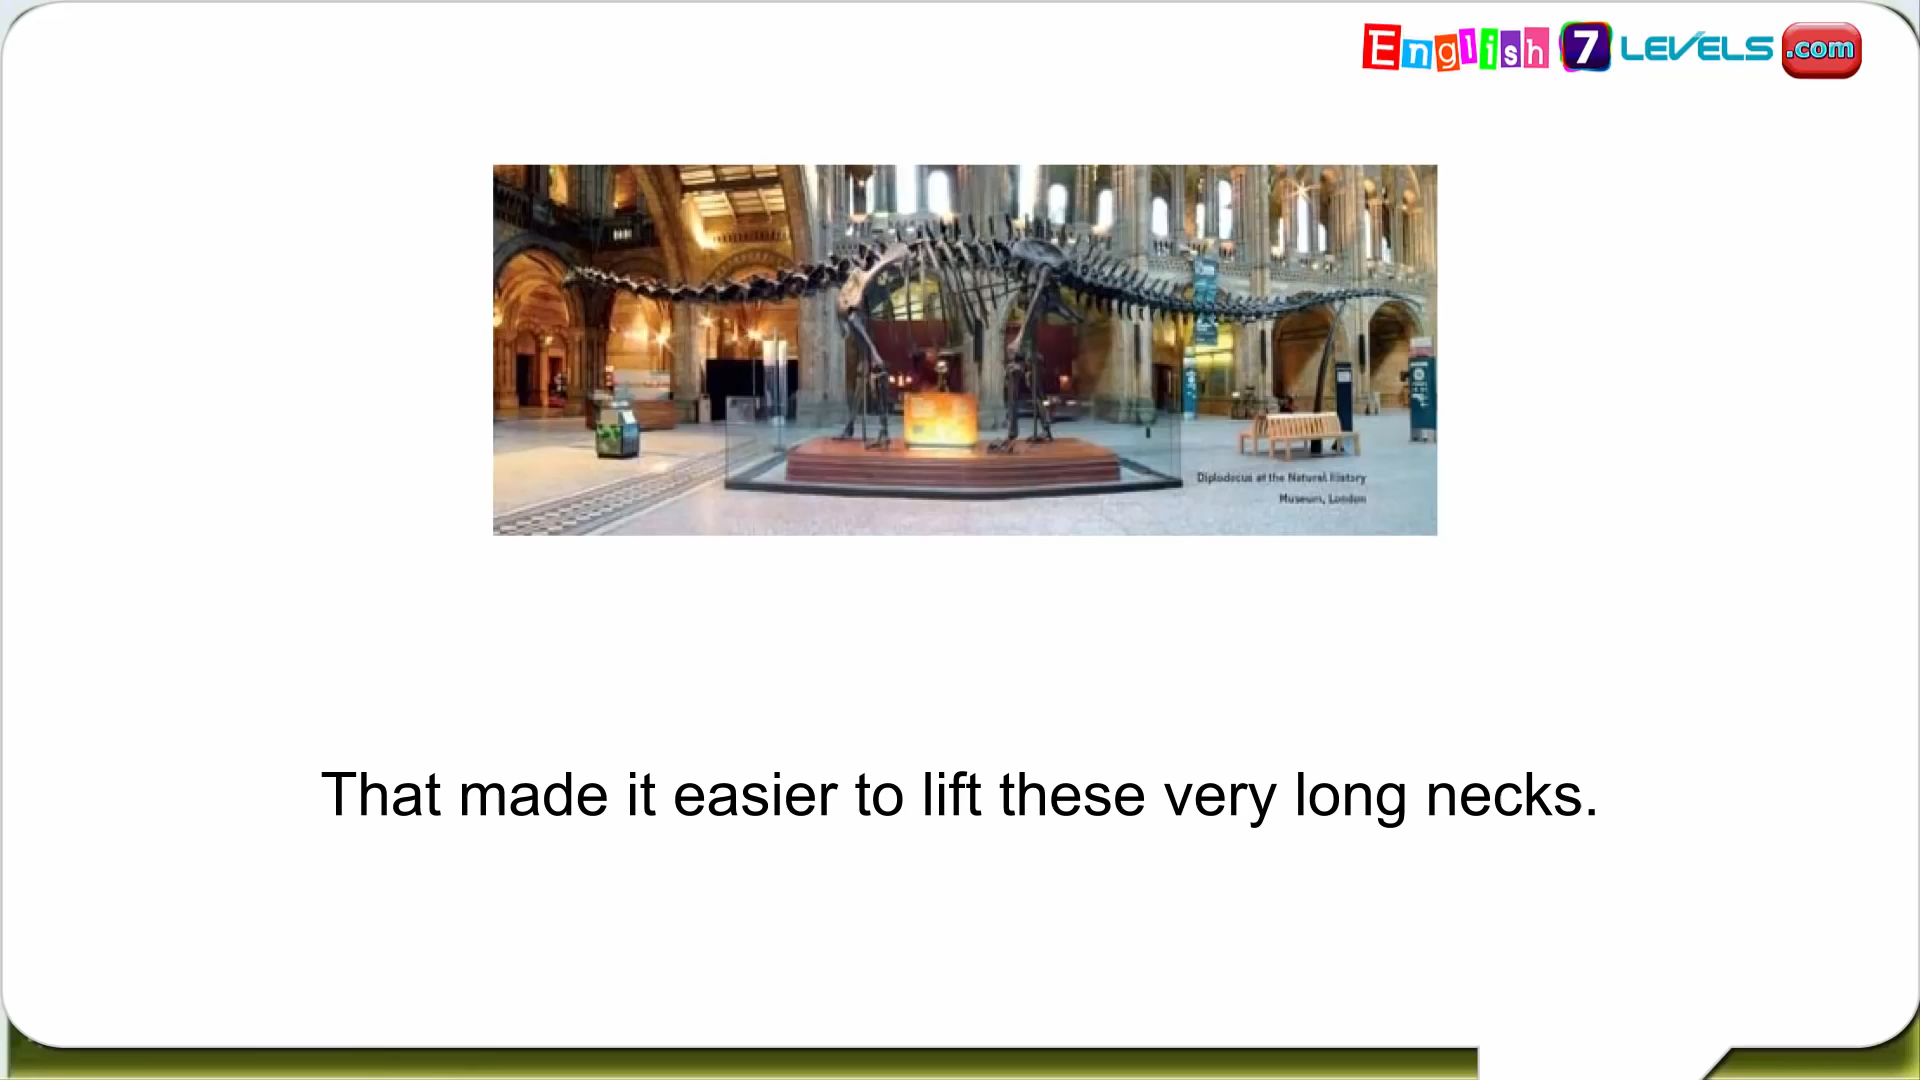 English 7 LEVELS .com
Diplodocus at the Natural History
Museum, London
That made it easier to lift these very long necks.